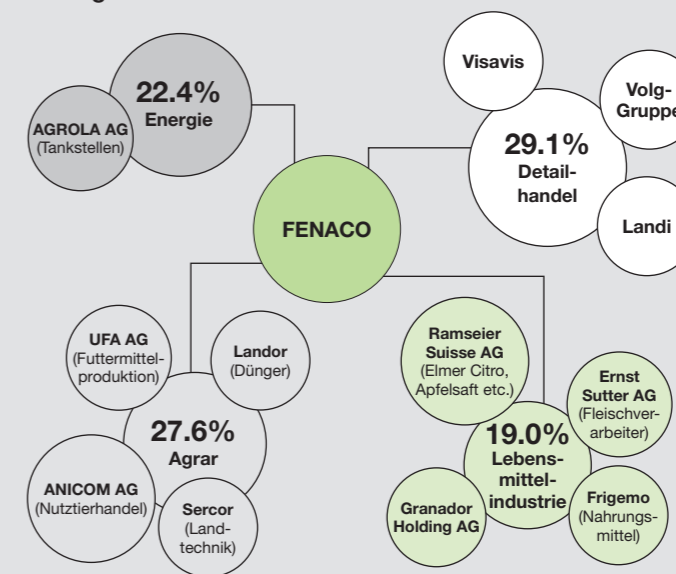 22.4%
Energie
AGROLA AG
(Tankstellen)
Visavis
Volg-
Gruppe
29.1%
Detail-
handel
Landi
FENACO
UFA AG
(Futtermittel-
produktion)
Landor
(Dünger)
27.6%
Agrar
ANICOM AG
(Nutztierhandel)
Sercor
(Land-
technik)
Ramseier
Suisse AG
(Elmer Citro,
Apfelsaft etc.)
Ernst
Sutter AG
(Fleischver-
arbeiter)
19.0%
Lebens-
mittel-
industrie
Granador
Holding AG
Frigemo
(Nahrungs-
mittel)